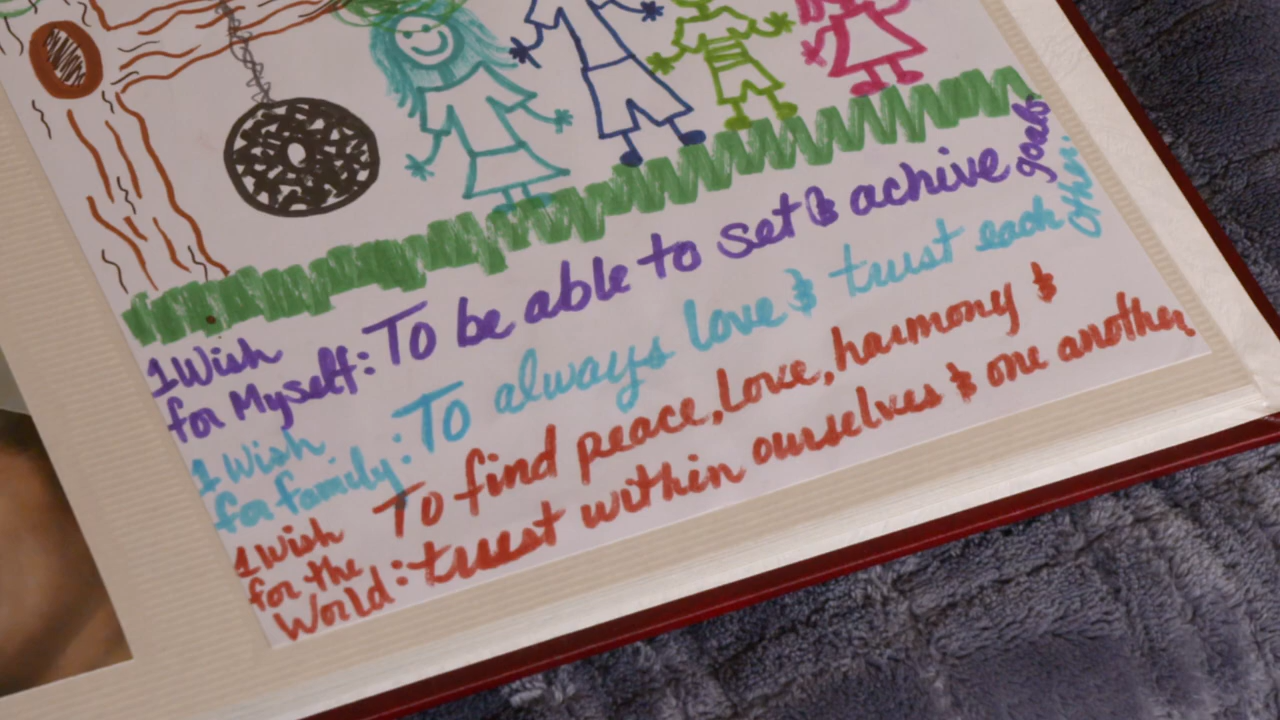 1 Wish
for Myself: To be able to set & achive goals
1 Wish
for family: To always love & trust each other.
1 Wish
for the
World: To find peace, love, harmony &
trust within ourselves & one another